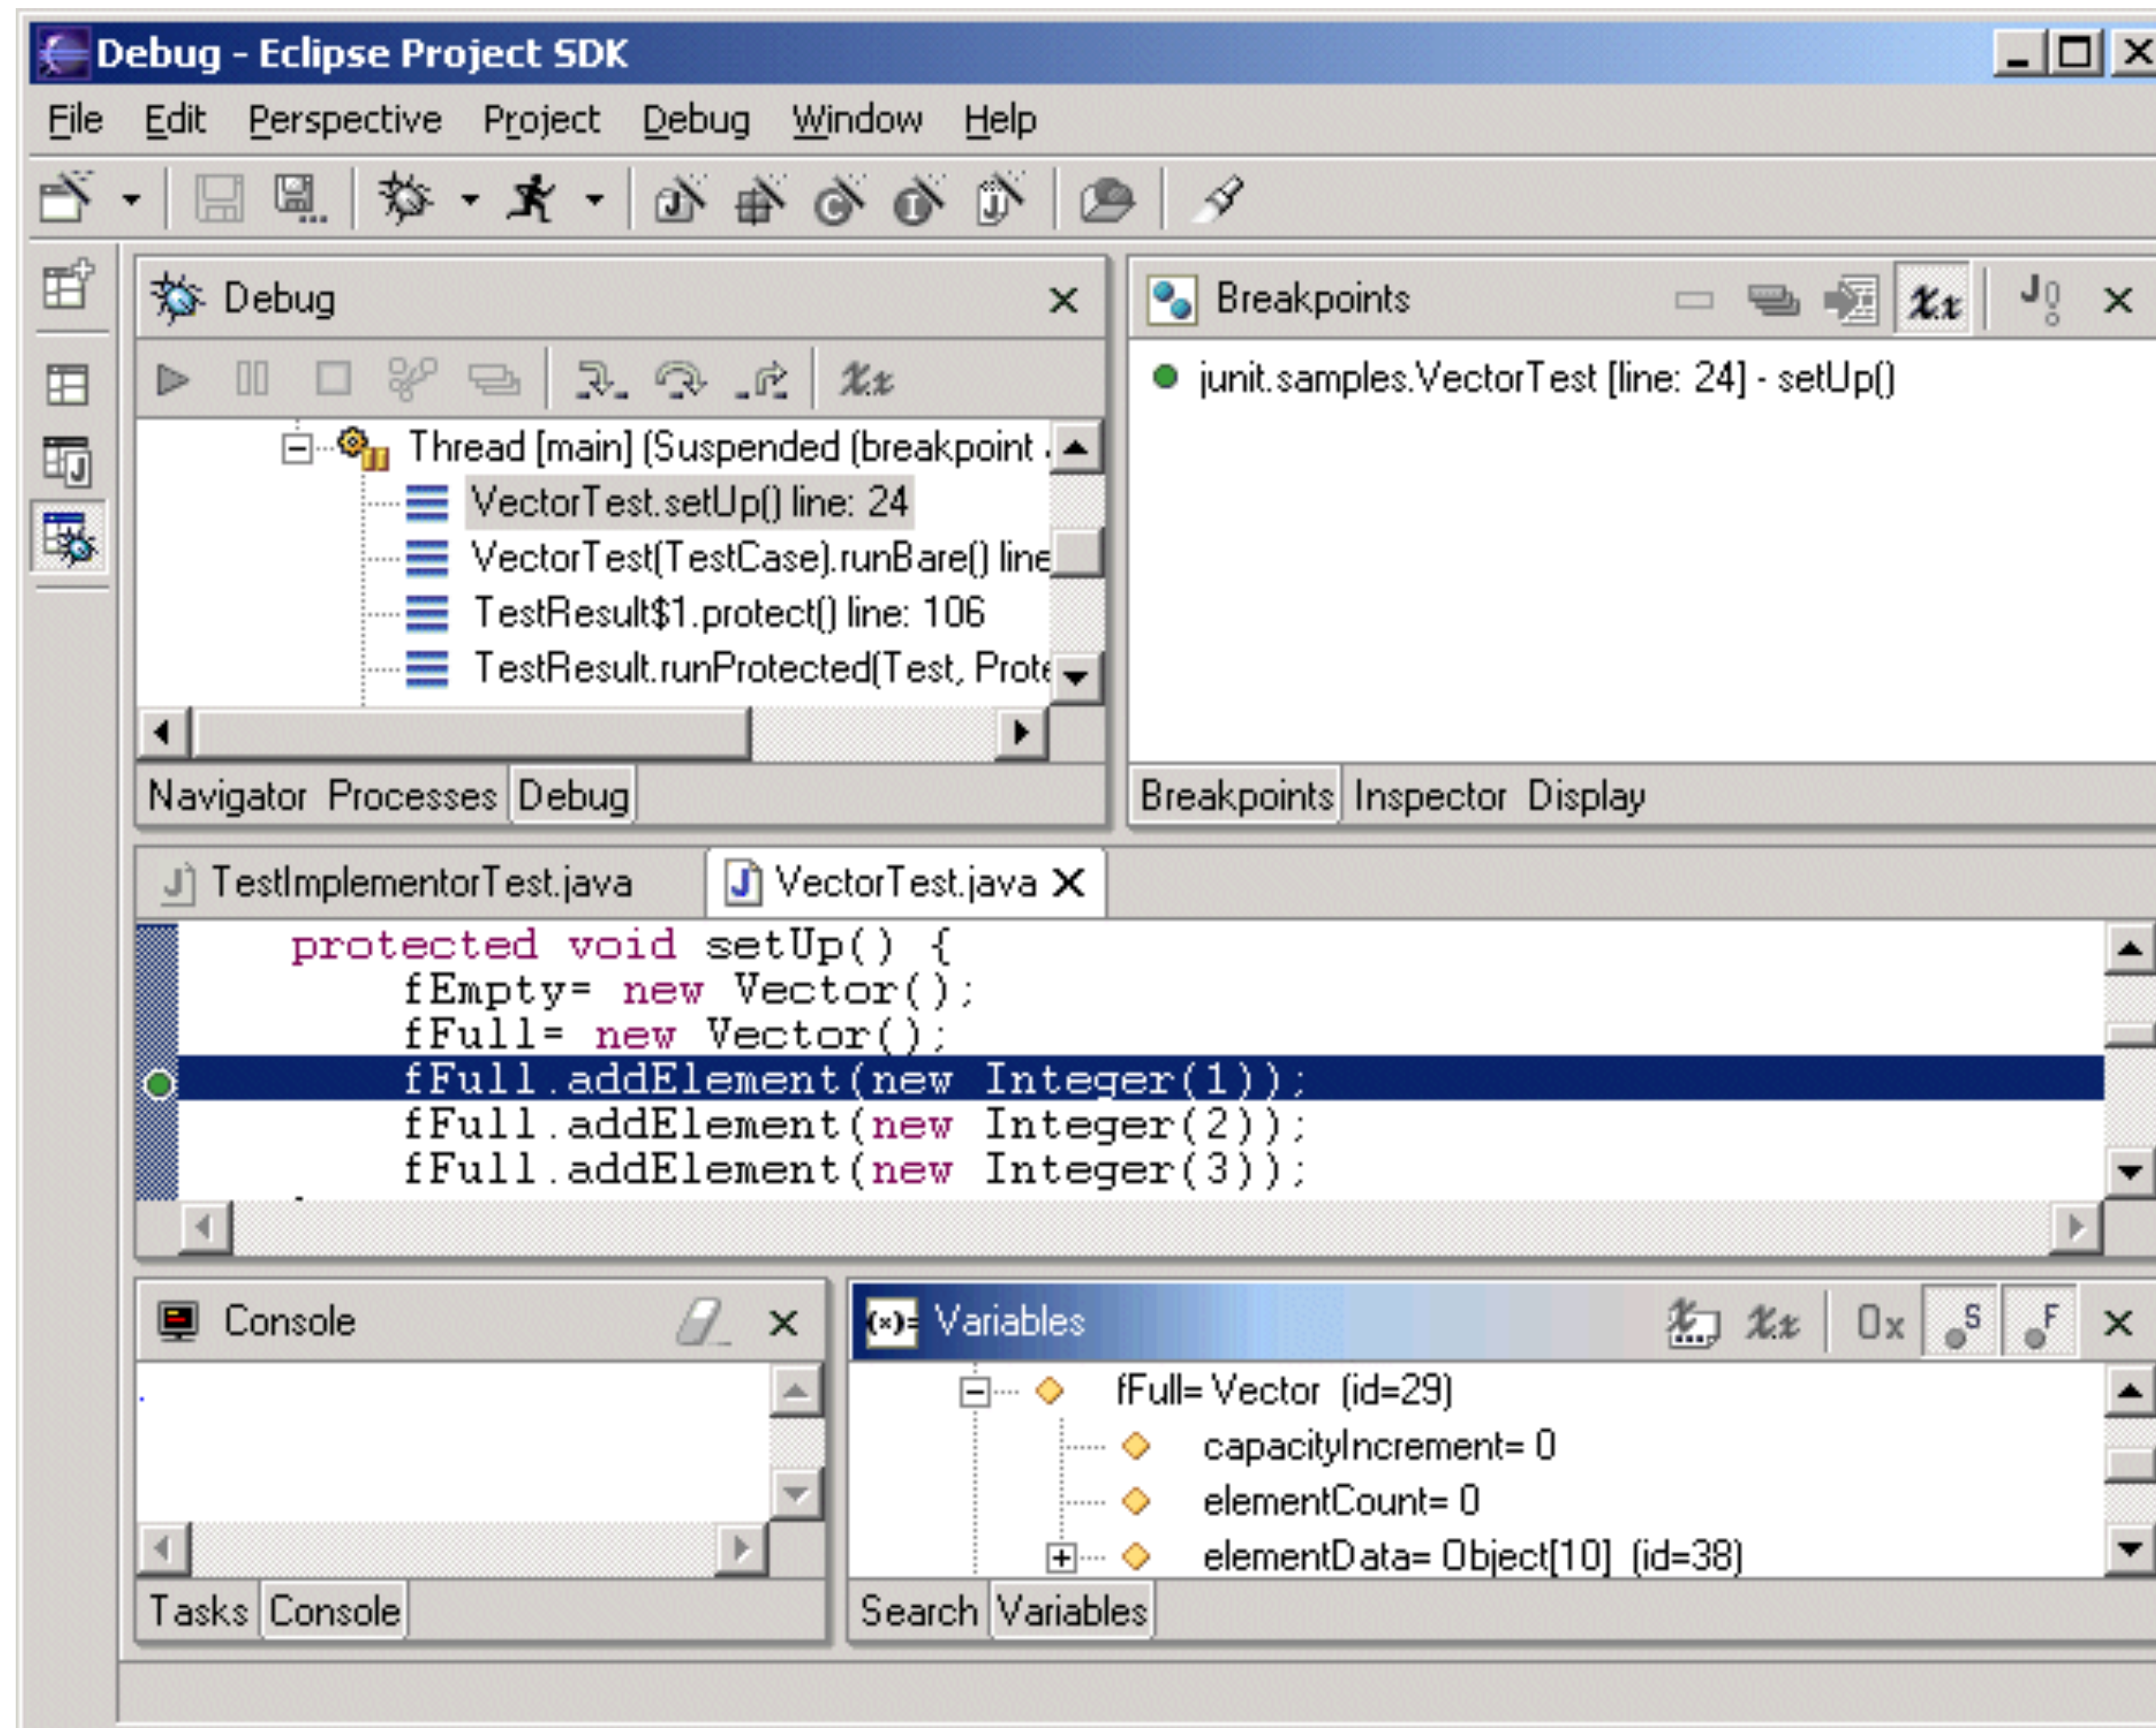 Debug - Eclipse Project SDK
File Edit Perspective Project Debug Window Help
Debug
Thread [main] (Suspended (breakpoint
VectorTest.setUp() line: 24
VectorTest(TestCase).runBare() line
TestResult$1.protect() line: 106
TestResult.runProtected(Test, Prote
Navigator Processes Debug
Breakpoints
junit.samples.VectorTest [line: 24] - setUp()
Breakpoints Inspector Display
TestImplementorTest.java VectorTest.java
protected void setUp() {
fEmpty= new Vector();
fFull= new Vector();
fFull.addElement(new Integer(1));
fFull.addElement(new Integer(2));
fFull.addElement(new Integer(3));
Console
.
Tasks Console
(x)= Variables
0x S F
fFull= Vector (id=29)
capacityIncrement= 0
elementCount= 0
elementData= Object[10] (id=38)
Search Variables